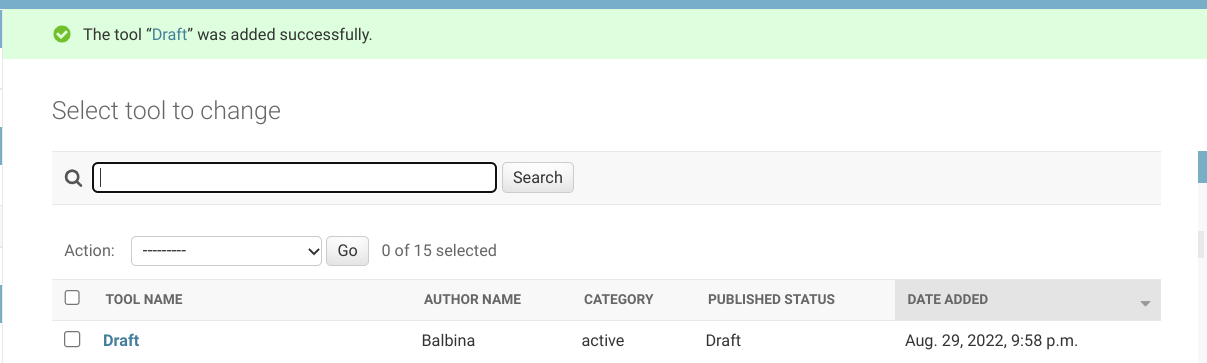 The tool “Draft” was added successfully.
Select tool to change
Search
Action: --------- Go 0 of 15 selected
TOOL NAME AUTHOR NAME CATEGORY PUBLISHED STATUS DATE ADDED
Draft Balbina active Draft Aug. 29, 2022, 9:58 p.m.